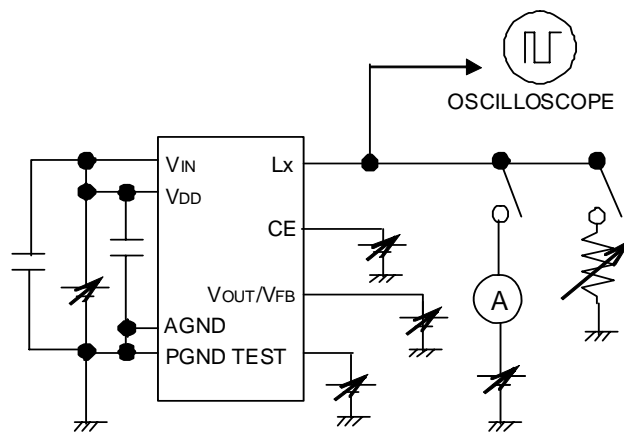 OSCILLOSCOPE
VIN
Lx
VDD
CE
VOUT/VFB
A
AGND
PGND TEST